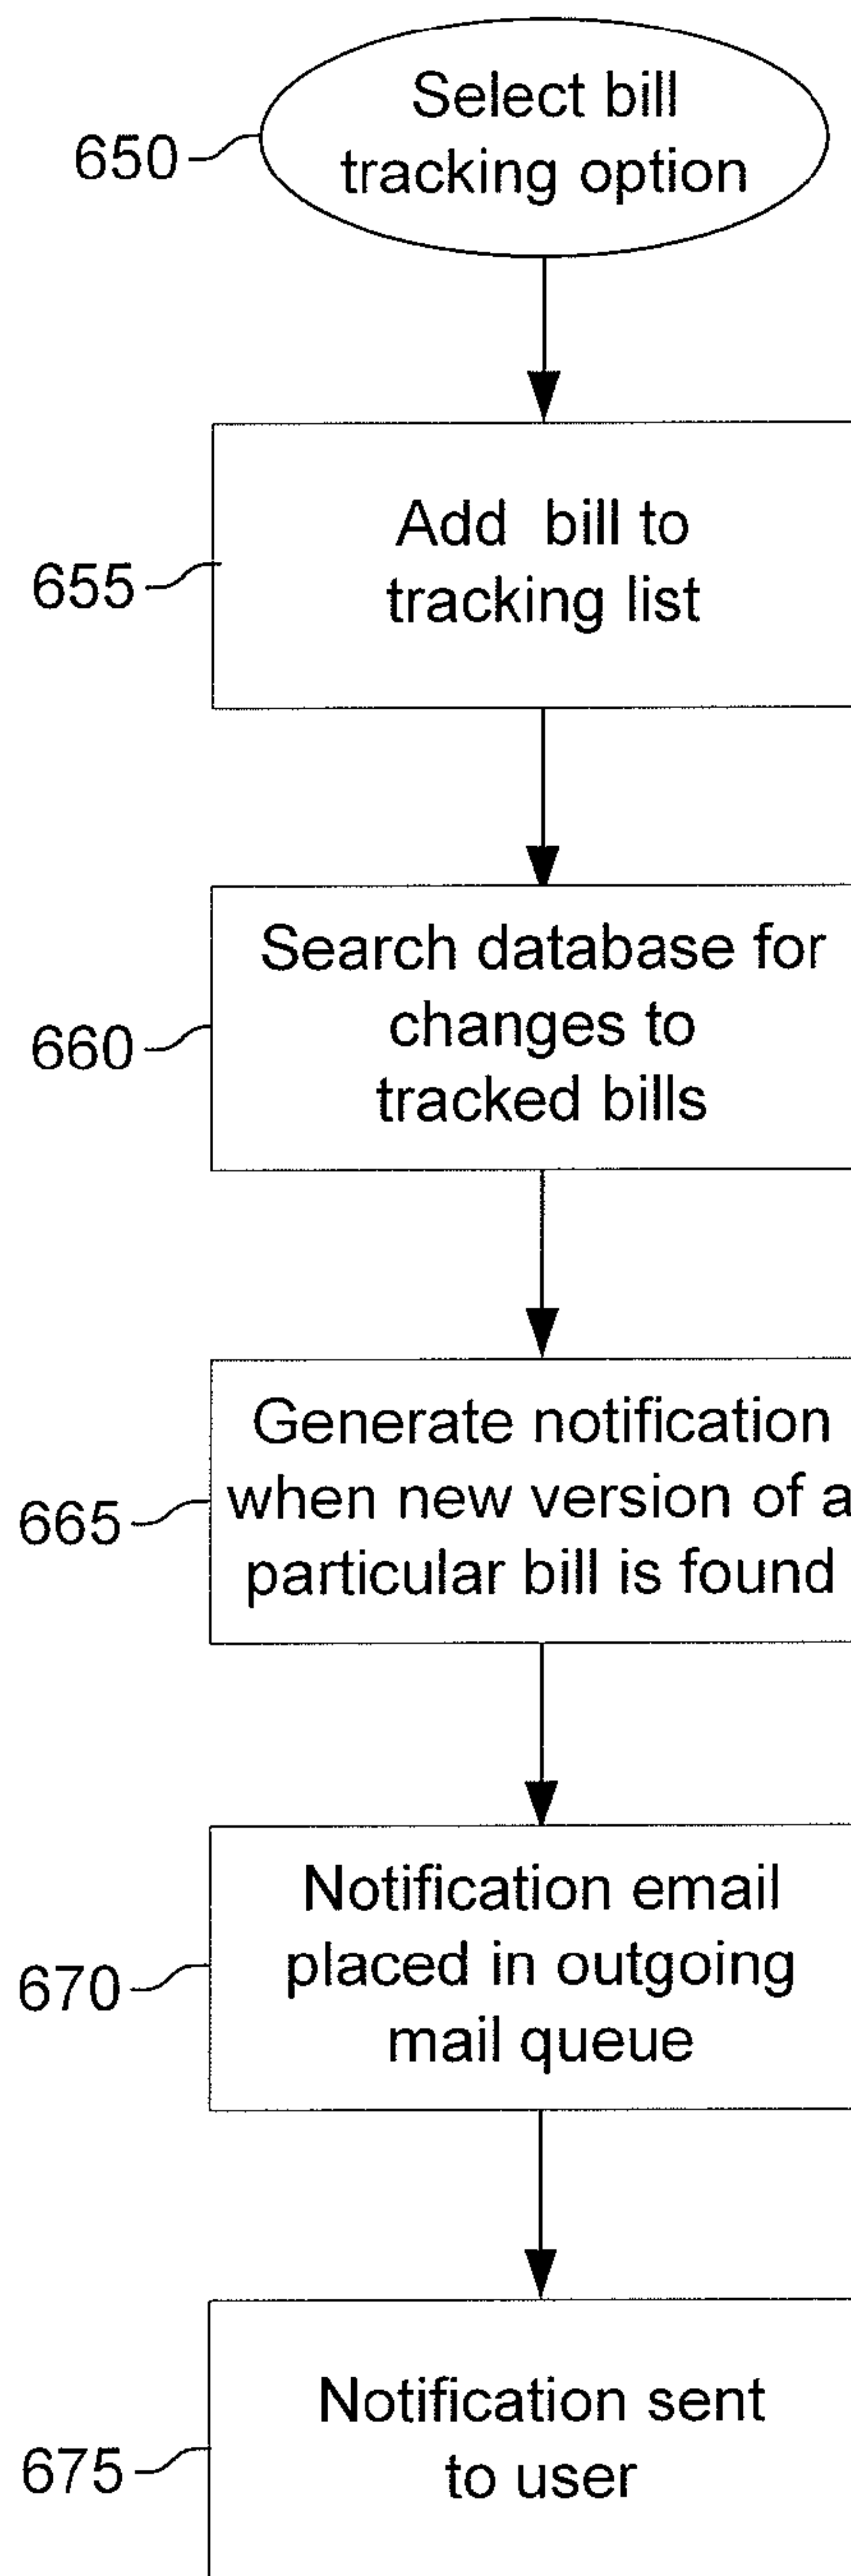 Select bill
650
tracking option
Add bill to
655
tracking list
Search database for
660
changes to
tracked bills
Generate notification
665
when new version of a
particular bill is found
Notification email
670
placed in outgoing
mail queue
Notification sent
675
to user